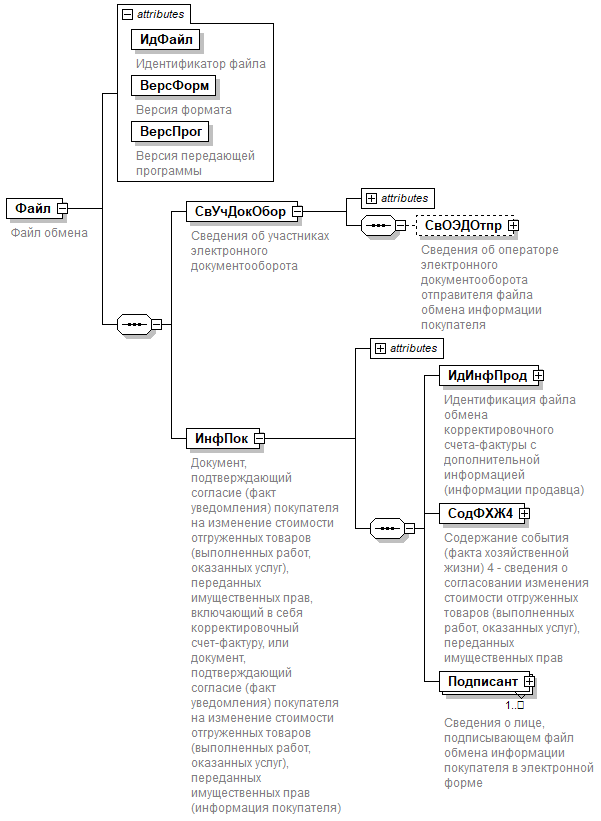 attributes
ИдФайл
Идентификатор файла
ВерсФорм
Версия формата
ВерсПрог
Версия передающей
программы
Файл
Файл обмена
СвУчДокОбор
Сведения об участниках
электронного
документооборота
attributes
СвОЭДОтпр
Сведения об операторе
электронного
документооборота
отправителя файла
обмена информации
покупателя
ИнфПок
Документ,
подтверждающий
согласие (факт
уведомления) покупателя
на изменение стоимости
отгруженных товаров
(выполненных работ,
оказанных услуг),
переданных
имущественных прав,
включающий в себя
корректировочный
счет-фактуру, или
документ,
подтверждающий
согласие (факт
уведомления) покупателя
на изменение стоимости
отгруженных товаров
(выполненных работ,
оказанных услуг),
переданных
имущественных прав
(информация покупателя)
attributes
ИдИнфПрод
Идентификация файла
обмена
корректировочного
счета-фактуры с
дополнительной
информацией
(информации продавца)
СодФХЖ4
Содержание события
(факта хозяйственной
жизни) 4 - сведения о
согласовании изменения
стоимости отгруженных
товаров (выполненных
работ, оказанных услуг),
переданных
имущественных прав
Подписант
1..
Сведения о лице,
подписывающем файл
обмена информации
покупателя в электронной
форме